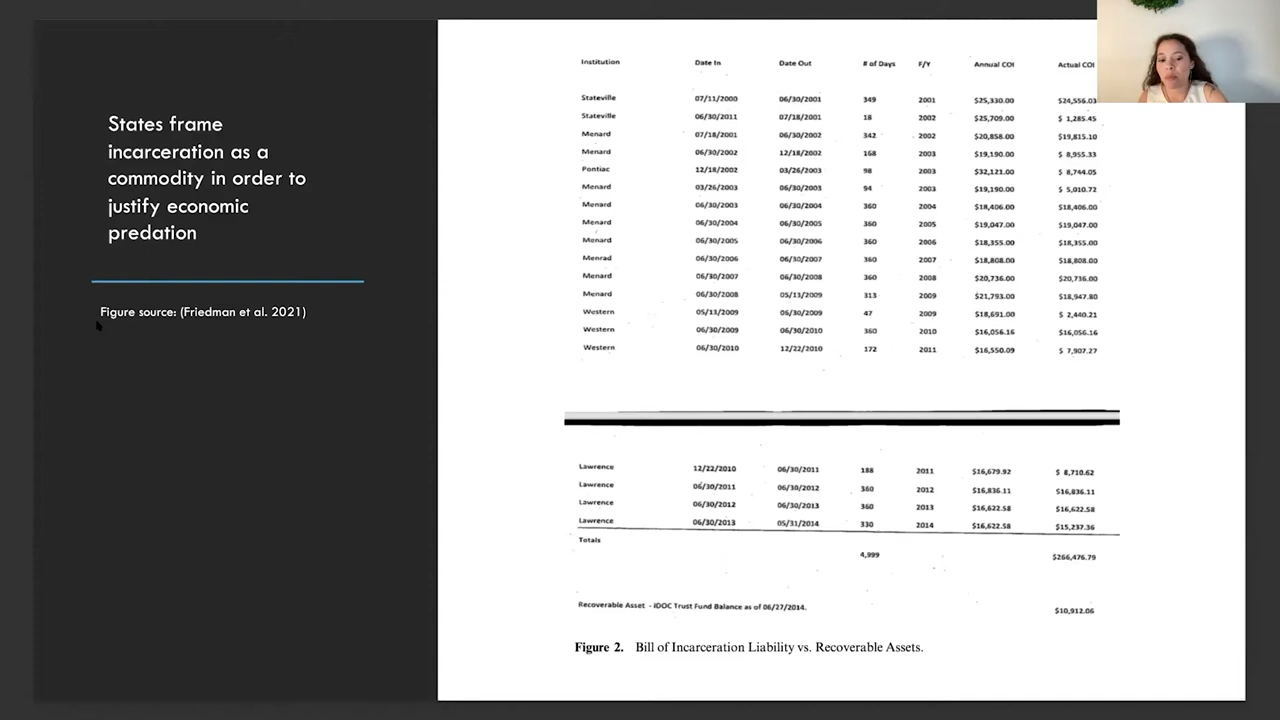 States frame
incarceration as a
commodity in order to
justify economic
predation
Figure source: (Friedman et al. 2021)
Institution Date In Date Out # of Days F/Y Annual COI Actual COI
Stateville 07/11/2000 06/30/2001 349 2001 $25,330.00 $24,556.03
Stateville 06/30/2011 07/18/2001 18 2002 $25,709.00 $ 1,285.45
Menard 07/18/2001 06/30/2002 342 2002 $20,858.00 $19,815.10
Menard 06/30/2002 12/18/2002 168 2003 $19,190.00 $ 8,955.33
Pontiac 12/18/2002 03/26/2003 98 2003 $32,121.00 $ 8,744.05
Menard 03/26/2003 06/30/2003 94 2003 $19,190.00 $ 5,010.72
Menard 06/30/2003 06/30/2004 360 2004 $18,406.00 $18,406.00
Menard 06/30/2004 06/30/2005 360 2005 $19,047.00 $19,047.00
Menard 06/30/2005 06/30/2006 360 2006 $18,355.00 $18,355.00
Menrad 06/30/2006 06/30/2007 360 2007 $18,808.00 $18,808.00
Menard 06/30/2007 06/30/2008 360 2008 $20,736.00 $20,736.00
Menard 06/30/2008 05/13/2009 313 2009 $21,793.00 $18,947.80
Western 05/13/2009 06/30/2009 47 2009 $18,691.00 $ 2,440.21
Western 06/30/2009 06/30/2010 360 2010 $16,056.16 $16,056.16
Western 06/30/2010 12/22/2010 172 2011 $16,550.09 $ 7,907.27
Lawrence 12/22/2010 06/30/2011 188 2011 $16,679.92 $ 8,710.62
Lawrence 06/30/2011 06/30/2012 360 2012 $16,836.11 $16,836.11
Lawrence 06/30/2012 06/30/2013 360 2013 $16,622.58 $16,622.58
Lawrence 06/30/2013 05/31/2014 330 2014 $16,622.58 $15,237.36
Totals
4,999 $266,476.79
Recoverable Asset - IDOC Trust Fund Balance as of 06/27/2014. $10,912.06
Figure 2. Bill of Incarceration Liability vs. Recoverable Assets.